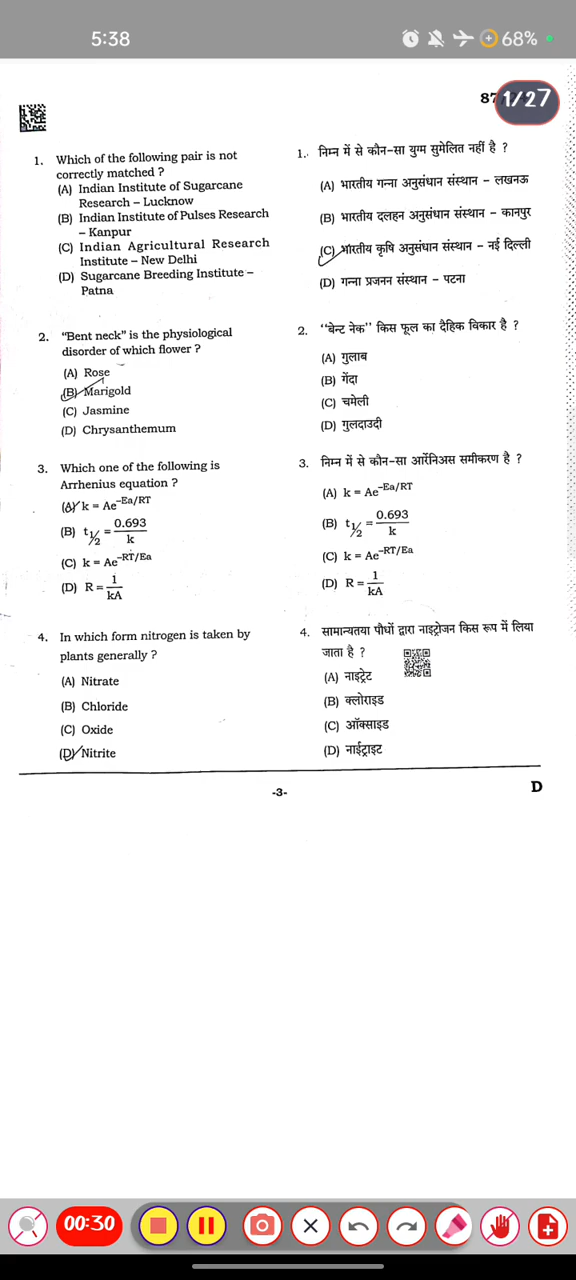 5:38
68%
87
1/27
1. Which of the following pair is not
correctly matched ?
(A) Indian Institute of Sugarcane
Research – Lucknow
(B) Indian Institute of Pulses Research
– Kanpur
(C) Indian Agricultural Research
Institute – New Delhi
(D) Sugarcane Breeding Institute –
Patna
2. “Bent neck” is the physiological
disorder of which flower ?
(A) Rose
(B) Marigold
(C) Jasmine
(D) Chrysanthemum
3. Which one of the following is
Arrhenius equation ?
(A) k = Ae^–Ea/RT
(B) t½ = 0.693/k
(C) k = Ae^–RT/Ea
(D) R = 1/kA
4. In which form nitrogen is taken by
plants generally ?
(A) Nitrate
(B) Chloride
(C) Oxide
(D) Nitrite
1. निम्न में से कौन-सा युग्म सुमेलित नहीं है ?
(A) भारतीय गन्ना अनुसंधान संस्थान – लखनऊ
(B) भारतीय दलहन अनुसंधान संस्थान – कानपुर
(C) भारतीय कृषि अनुसंधान संस्थान – नई दिल्ली
(D) गन्ना प्रजनन संस्थान – पटना
2. ‘‘बेन्ट नेक’’ किस फूल का दैहिक विकार है ?
(A) गुलाब
(B) गेंदा
(C) चमेली
(D) गुलदाउदी
3. निम्न में से कौन-सा आर्रेनिअस समीकरण है ?
(A) k = Ae^–Ea/RT
(B) t½ = 0.693/k
(C) k = Ae^–RT/Ea
(D) R = 1/kA
4. सामान्यतया पौधों द्वारा नाइट्रोजन किस रूप में लिया
जाता है ?
(A) नाइट्रेट
(B) क्लोराइड
(C) ऑक्साइड
(D) नाईट्राइट
-3-
D
00:30